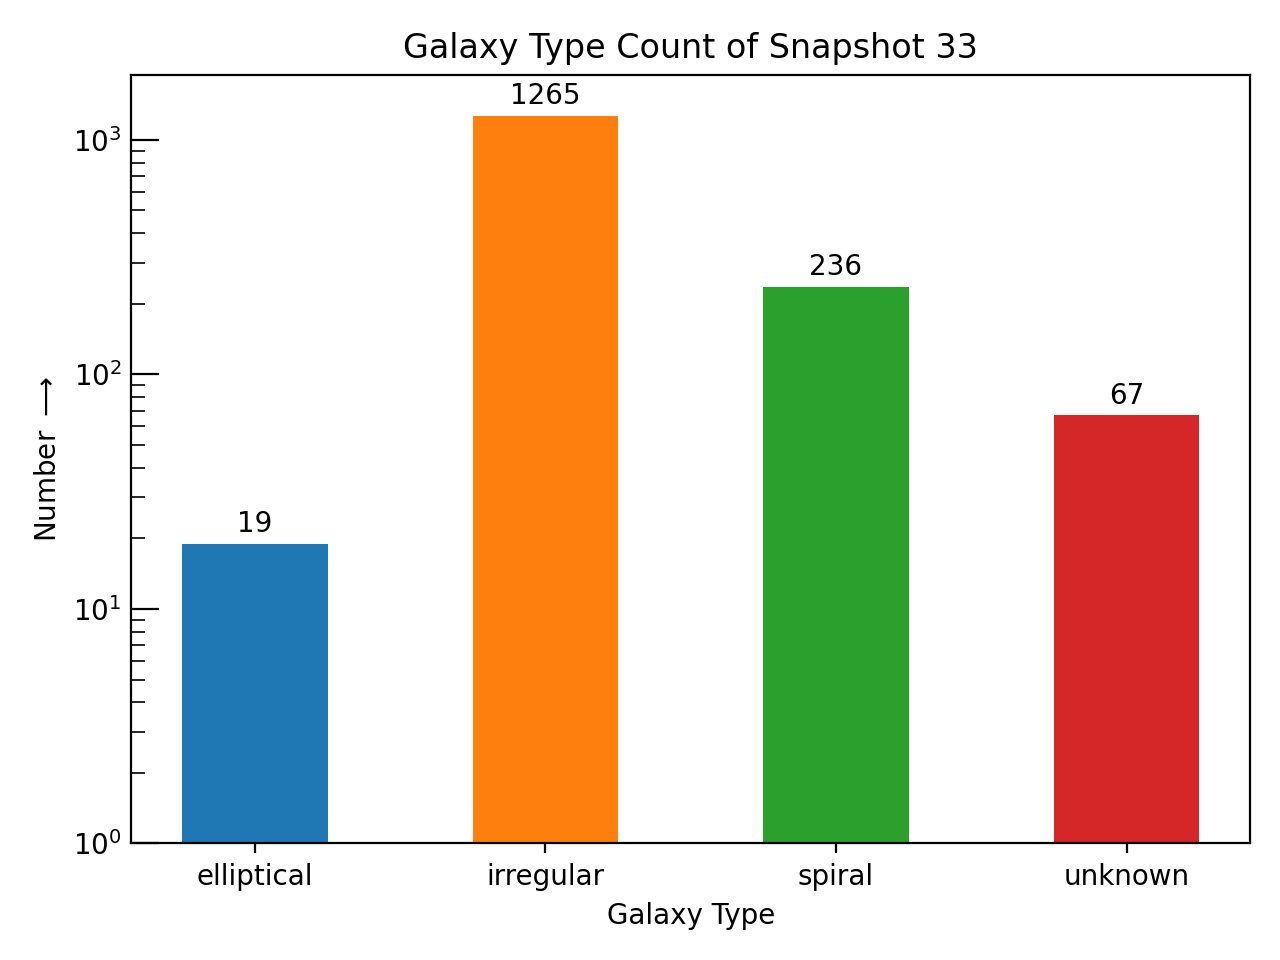 Galaxy Type Count of Snapshot 33
1265
10³
236
10²
67
Number ⟶
19
10¹
10⁰
elliptical irregular spiral unknown
Galaxy Type